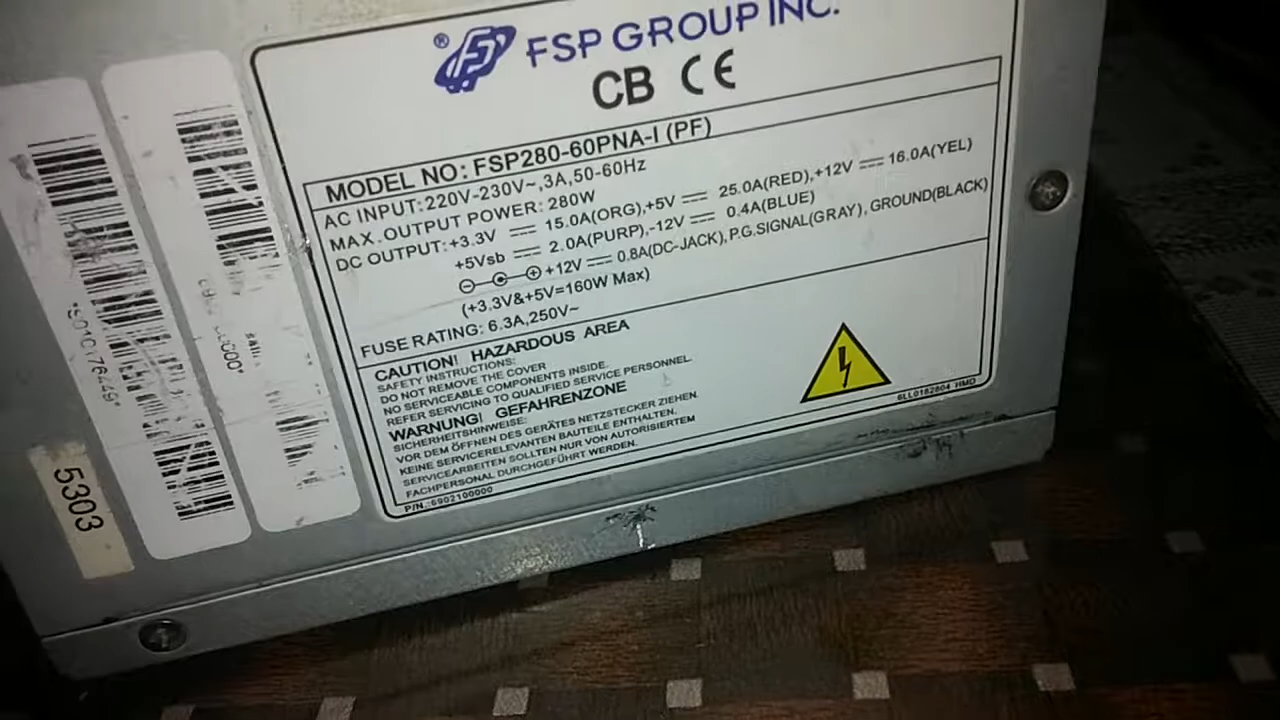 FSP GROUP INC.
CB CE
MODEL NO: FSP280-60PNA-I (PF)
AC INPUT:220V-230V~,3A,50-60Hz
MAX.OUTPUT POWER: 280W
DC OUTPUT:+3.3V ⎓ 15.0A(ORG),+5V ⎓ 25.0A(RED),+12V ⎓ 16.0A(YEL)
+5Vsb ⎓ 2.0A(PURP),-12V ⎓ 0.4A(BLUE)
+12V ⎓ 0.8A(DC-JACK),P.G.SIGNAL(GRAY), GROUND(BLACK)
(+3.3V&+5V=160W Max)
FUSE RATING: 6.3A,250V~
CAUTION! HAZARDOUS AREA
SAFETY INSTRUCTIONS:
DO NOT REMOVE THE COVER
NO SERVICEABLE COMPONENTS INSIDE.
REFER SERVICING TO QUALIFIED SERVICE PERSONNEL.
WARNUNG! GEFAHRENZONE
SICHERHEITSHINWEISE:
VOR DEM ÖFFNEN DES GERÄTES NETZSTECKER ZIEHEN.
KEINE SERVICERELEVANTEN BAUTEILE ENTHALTEN.
SERVICEARBEITEN SOLLTEN NUR VON AUTORISIERTEM
FACHPERSONAL DURCHGEFÜHRT WERDEN.
P/N.:6902100000
6LL0182804 HMD
5303